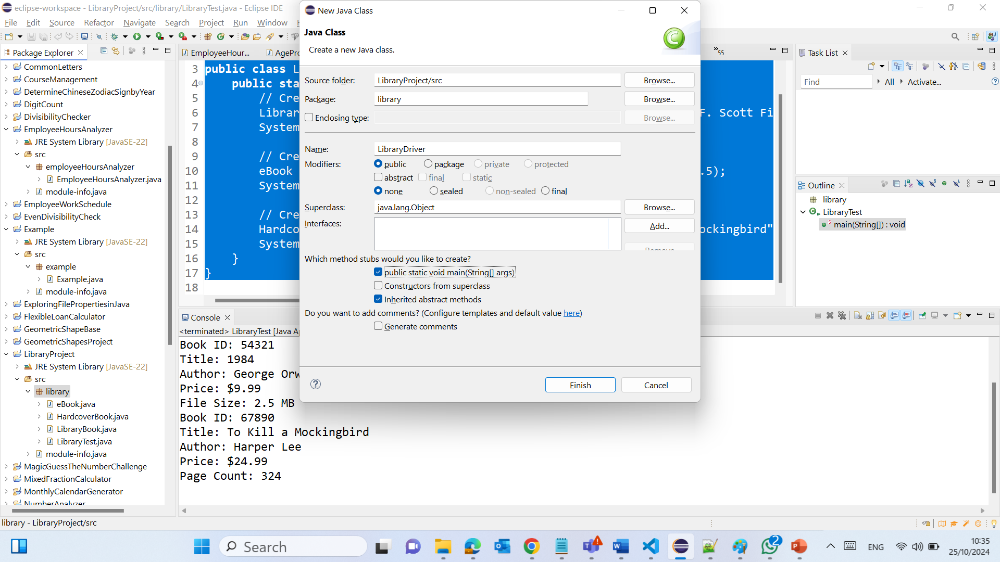 eclipse-workspace - LibraryProject/src/library/LibraryTest.java - Eclipse IDE
File Edit Source Refactor Navigate Search Project Run Window
Package Explorer
CommonLetters
CourseManagement
DetermineChineseZodiacSignbyYear
DigitCount
DivisibilityChecker
EmployeeHoursAnalyzer
JRE System Library [JavaSE-22]
src
employeeHoursAnalyzer
EmployeeHoursAnalyzer.java
module-info.java
EmployeeWorkSchedule
EvenDivisibilityCheck
Example
JRE System Library [JavaSE-22]
src
example
Example.java
module-info.java
ExploringFilePropertiesinJava
FlexibleLoanCalculator
GeometricShapeBase
GeometricShapesProject
LibraryProject
JRE System Library [JavaSE-22]
src
library
eBook.java
HardcoverBook.java
LibraryBook.java
LibraryTest.java
module-info.java
MagicGuessTheNumberChallenge
MixedFractionCalculator
MonthlyCalendarGenerator
NumberAnalyzer
EmployeeHour... AgePro
»55
3 public class L
4 public sta
5 // Cre
6 Librar F. Scott Fi
7 System
8
9 // Cre
10 eBook .5);
11 System
12
13 // Cre
14 Hardco ockingbird"
15 System
16 }
17 }
18
New Java Class
Java Class
Create a new Java class.
Source folder: LibraryProject/src Browse...
Package: library Browse...
Enclosing type: Browse...
Name: LibraryDriver
Modifiers: public package private protected
abstract final static
none sealed non-sealed final
Superclass: java.lang.Object Browse...
Interfaces: Add...
Remove
Which method stubs would you like to create?
public static void main(String[] args)
Constructors from superclass
Inherited abstract methods
Do you want to add comments? (Configure templates and default value here)
Generate comments
Finish Cancel
Task List
Find All Activate...
Outline
library
LibraryTest
main(String[]) : void
Console
<terminated> LibraryTest [Java A
Book ID: 54321
Title: 1984
Author: George Orw
Price: $9.99
File Size: 2.5 MB
Book ID: 67890
Title: To Kill a Mockingbird
Author: Harper Lee
Price: $24.99
Page Count: 324
library - LibraryProject/src
Search
2
ENG
10:35
25/10/2024